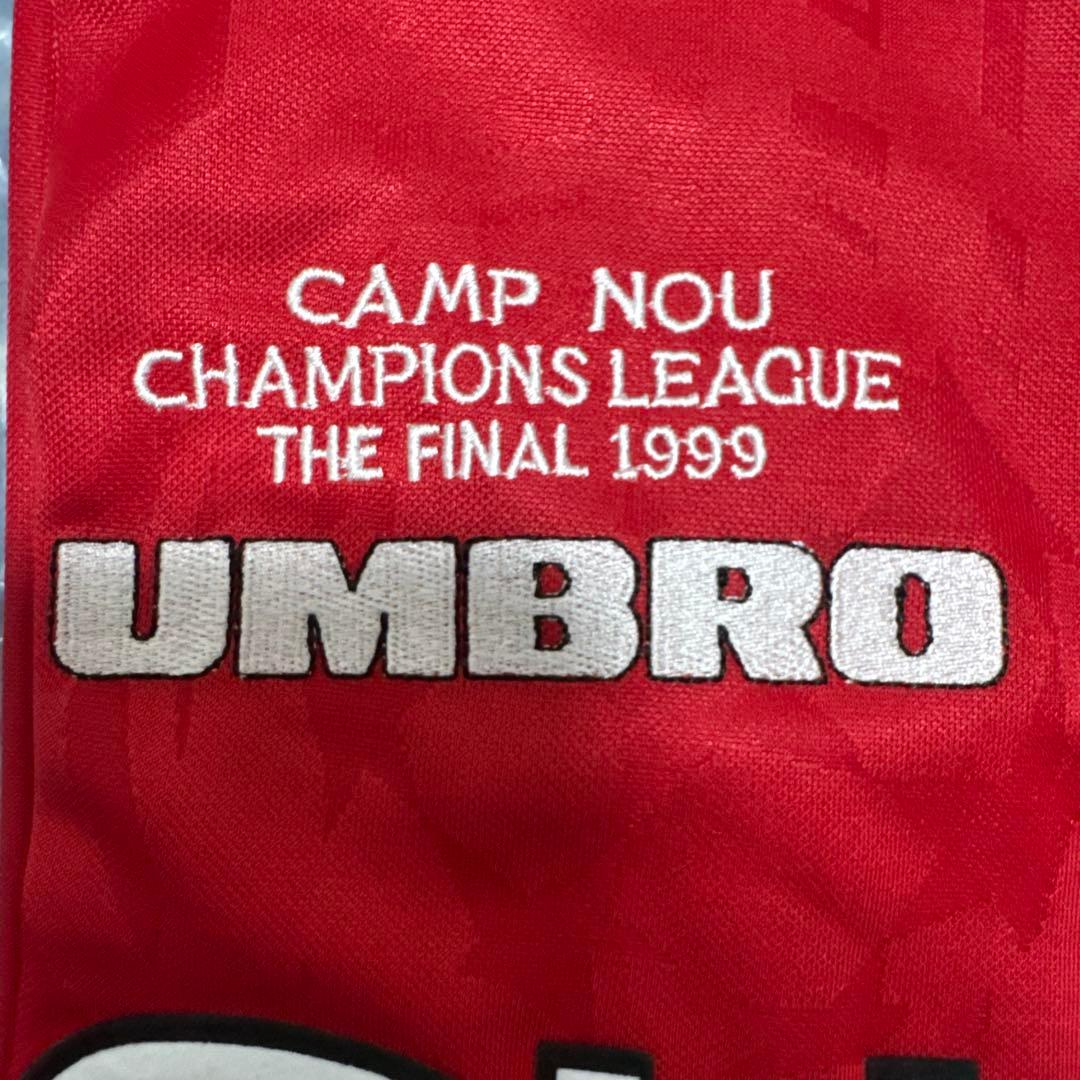 CAMP NOU
CHAMPIONS LEAGUE
THE FINAL 1999
UMBRO